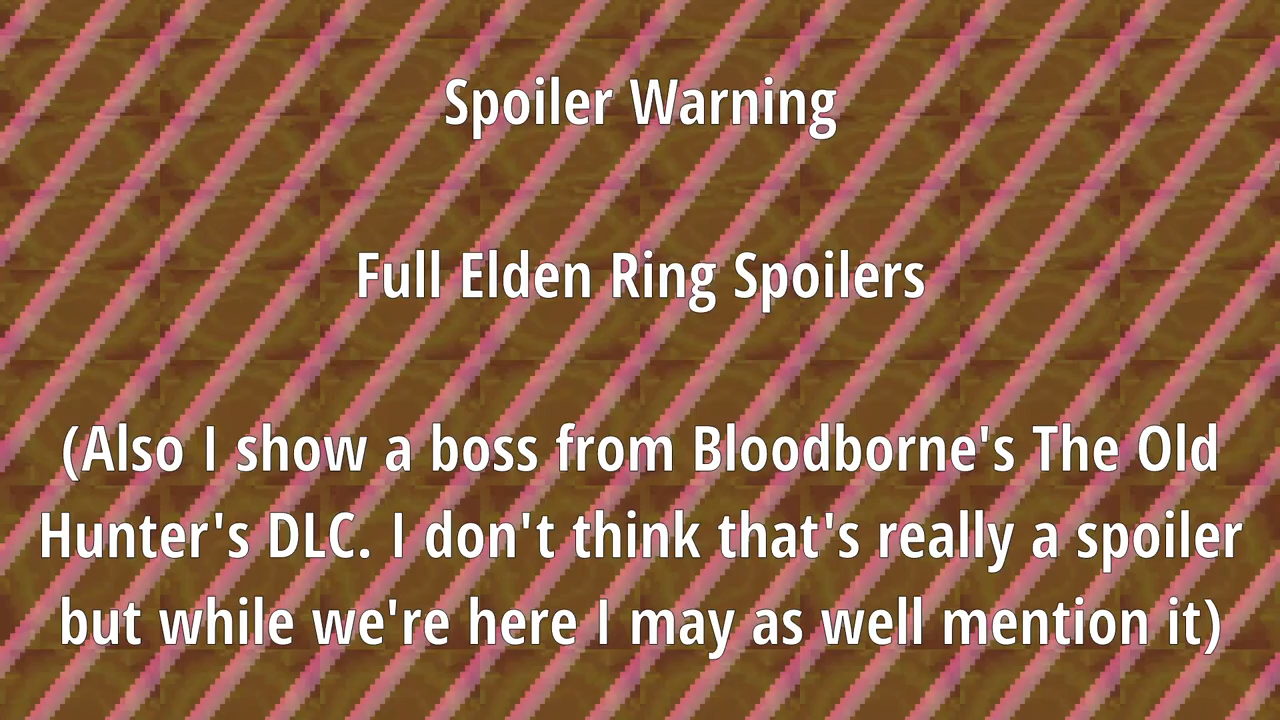 Spoiler Warning
Full Elden Ring Spoilers
(Also I show a boss from Bloodborne's The Old
Hunter's DLC. I don't think that's really a spoiler
but while we're here I may as well mention it)